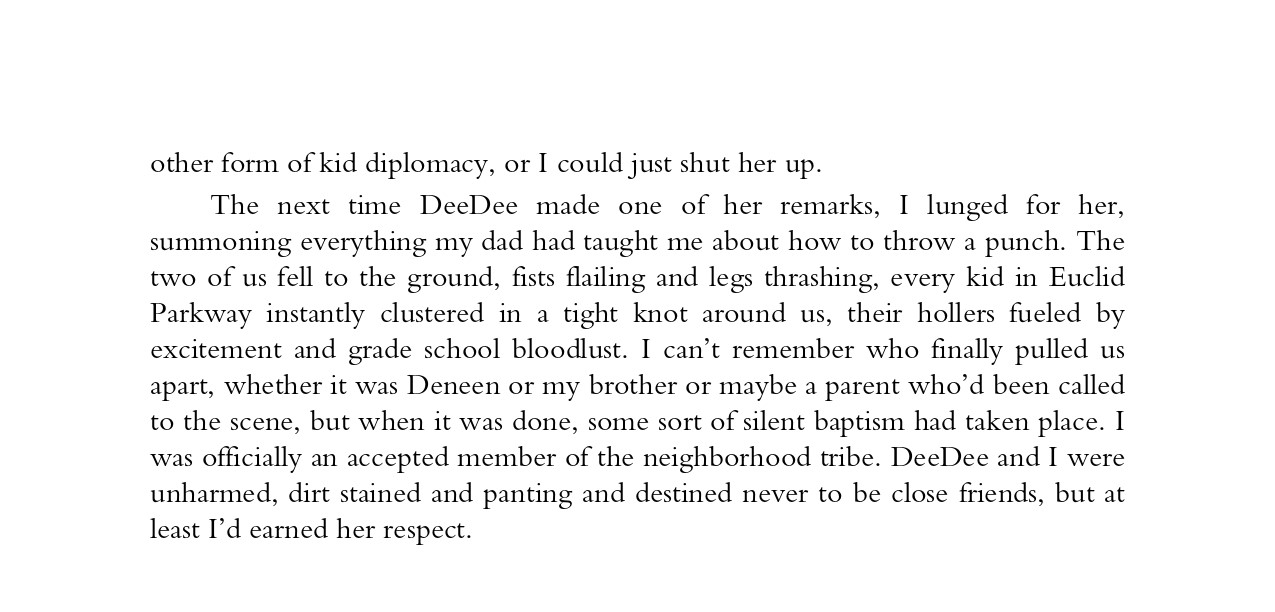 other form of kid diplomacy, or I could just shut her up.
The next time DeeDee made one of her remarks, I lunged for her,
summoning everything my dad had taught me about how to throw a punch. The
two of us fell to the ground, fists flailing and legs thrashing, every kid in Euclid
Parkway instantly clustered in a tight knot around us, their hollers fueled by
excitement and grade school bloodlust. I can’t remember who finally pulled us
apart, whether it was Deneen or my brother or maybe a parent who’d been called
to the scene, but when it was done, some sort of silent baptism had taken place. I
was officially an accepted member of the neighborhood tribe. DeeDee and I were
unharmed, dirt stained and panting and destined never to be close friends, but at
least I’d earned her respect.